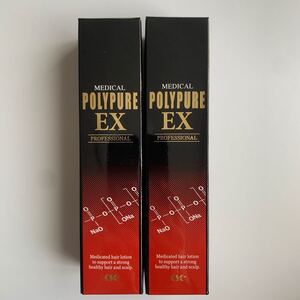 MEDICAL
POLYPURE
EX
PROFESSIONAL
Medicated hair lotion
to support a strong
healthy hair and scalp.
MEDICAL
POLYPURE
EX
PROFESSIONAL
Medicated hair lotion
to support a strong
healthy hair and scalp.